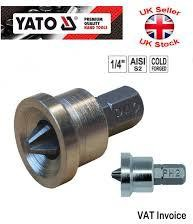 YATO
PREMIUM
QUALITY
HAND TOOLS
UK Seller
UK Stock
1/4"
AISI
S2
COLD
FORGED
PH2
VAT Invoice